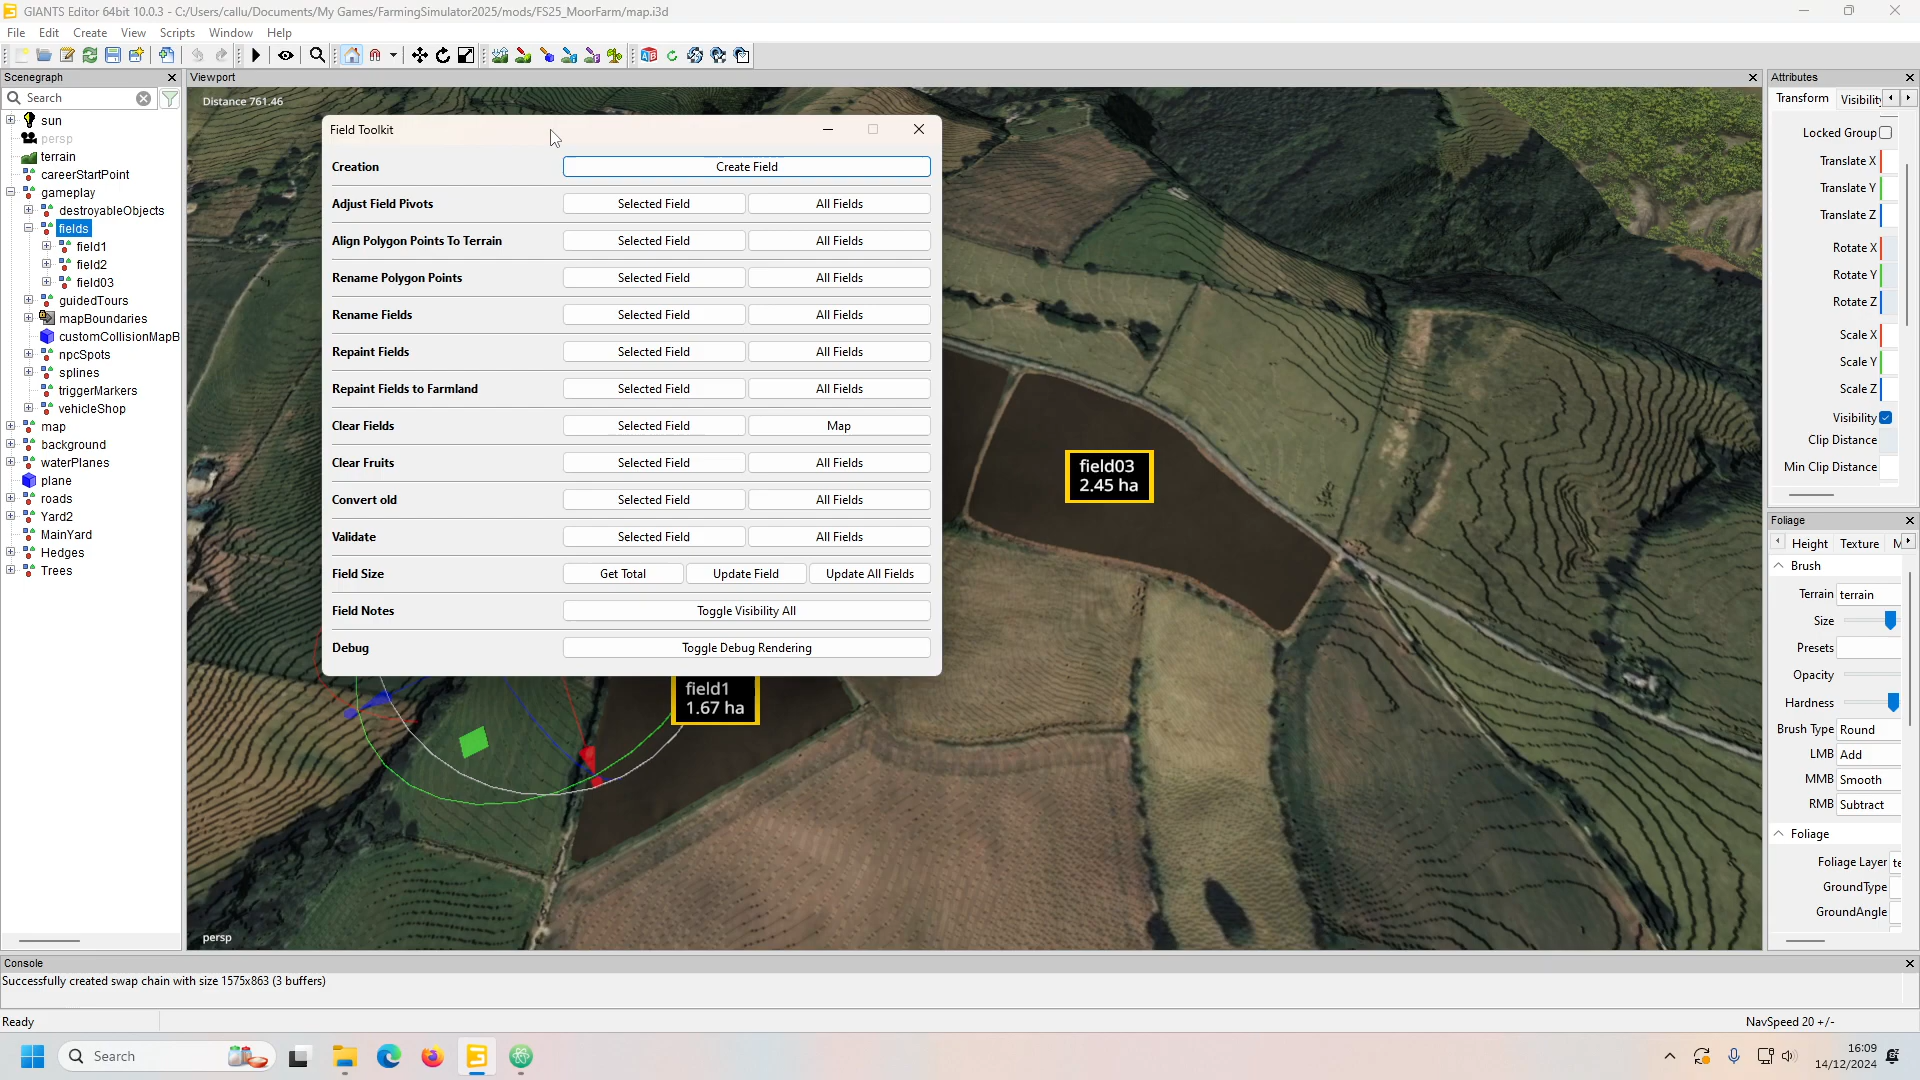 GIANTS Editor 64bit 10.0.3 - C:/Users/callu/Documents/My Games/FarmingSimulator2025/mods/FS25_MoorFarm/map.i3d
File Edit Create View Scripts Window Help
Scenegraph
Search
sun
persp
terrain
careerStartPoint
gameplay
destroyableObjects
fields
field1
field2
field03
guidedTours
mapBoundaries
customCollisionMapB
npcSpots
splines
triggerMarkers
vehicleShop
map
background
waterPlanes
plane
roads
Yard2
MainYard
Hedges
Trees
Viewport
Distance 761.46
Field Toolkit
Creation Create Field
Adjust Field Pivots Selected Field All Fields
Align Polygon Points To Terrain Selected Field All Fields
Rename Polygon Points Selected Field All Fields
Rename Fields Selected Field All Fields
Repaint Fields Selected Field All Fields
Repaint Fields to Farmland Selected Field All Fields
Clear Fields Selected Field Map
Clear Fruits Selected Field All Fields
Convert old Selected Field All Fields
Validate Selected Field All Fields
Field Size Get Total Update Field Update All Fields
Field Notes Toggle Visibility All
Debug Toggle Debug Rendering
field03
2.45 ha
field1
1.67 ha
persp
Attributes
Transform Visibility
Locked Group
Translate X
Translate Y
Translate Z
Rotate X
Rotate Y
Rotate Z
Scale X
Scale Y
Scale Z
Visibility
Clip Distance
Min Clip Distance
Foliage
Height Texture M
Brush
Terrain terrain
Size
Presets
Opacity
Hardness
Brush Type Round
LMB Add
MMB Smooth
RMB Subtract
Foliage
Foliage Layer te
GroundType
GroundAngle
Console
Successfully created swap chain with size 1575x863 (3 buffers)
Ready
NavSpeed 20 +/-
Search
16:09
14/12/2024